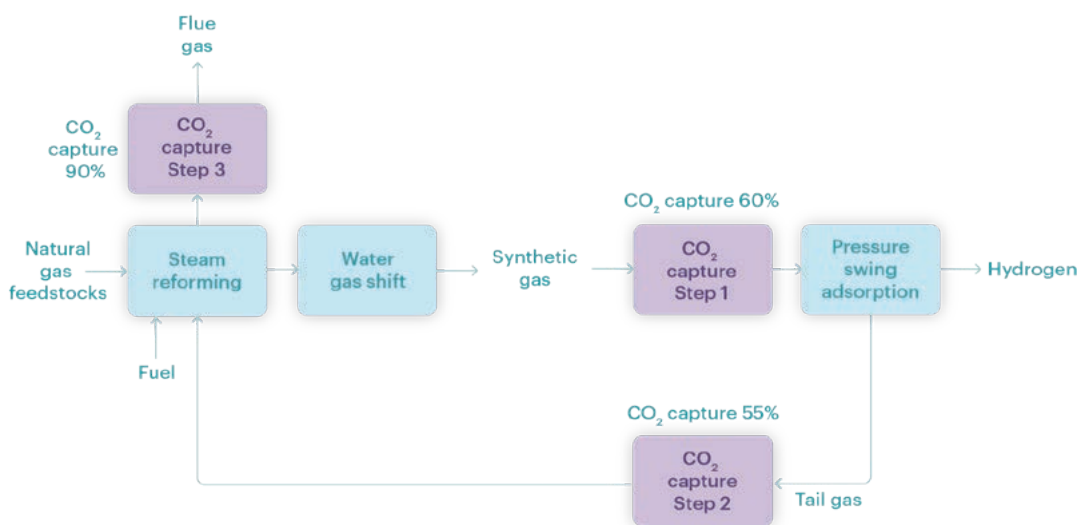 Flue
gas
CO₂
capture
90%
CO₂
capture
Step 3
Natural
gas
feedstocks
Steam
reforming
Fuel
Water
gas shift
Synthetic
gas
CO₂ capture 60%
CO₂
capture
Step 1
Pressure
swing
adsorption
Hydrogen
CO₂ capture 55%
CO₂
capture
Step 2
Tail gas